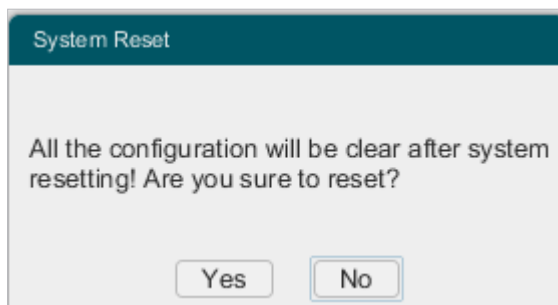 System Reset
All the configuration will be clear after system
resetting! Are you sure to reset?
Yes No